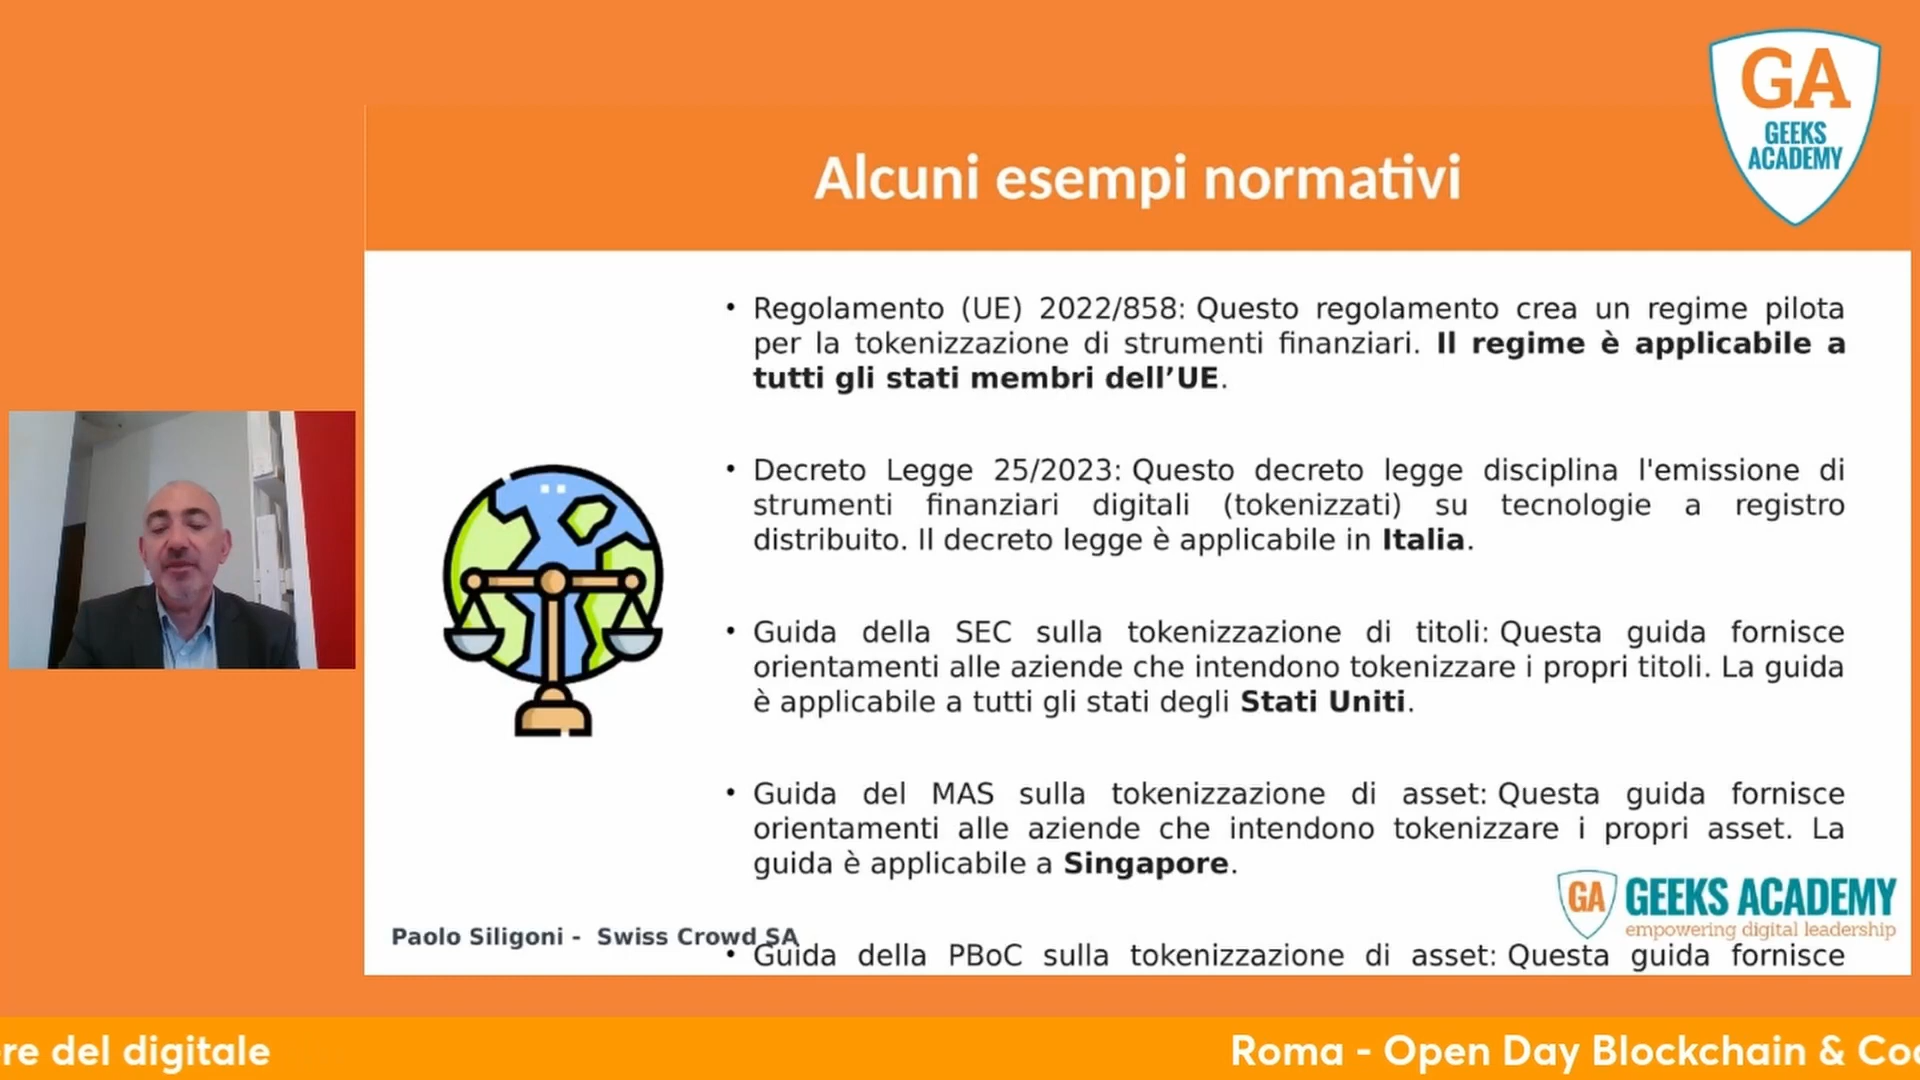 GA
GEEKS
ACADEMY
Alcuni esempi normativi
• Regolamento (UE) 2022/858: Questo regolamento crea un regime pilota
per la tokenizzazione di strumenti finanziari. Il regime è applicabile a
tutti gli stati membri dell’UE.
• Decreto Legge 25/2023: Questo decreto legge disciplina l'emissione di
strumenti finanziari digitali (tokenizzati) su tecnologie a registro
distribuito. Il decreto legge è applicabile in Italia.
• Guida della SEC sulla tokenizzazione di titoli: Questa guida fornisce
orientamenti alle aziende che intendono tokenizzare i propri titoli. La guida
è applicabile a tutti gli stati degli Stati Uniti.
• Guida del MAS sulla tokenizzazione di asset: Questa guida fornisce
orientamenti alle aziende che intendono tokenizzare i propri asset. La
guida è applicabile a Singapore.
GA GEEKS ACADEMY
empowering digital leadership
Paolo Siligoni - Swiss Crowd SA
• Guida della PBoC sulla tokenizzazione di asset: Questa guida fornisce
re del digitale
Roma - Open Day Blockchain &